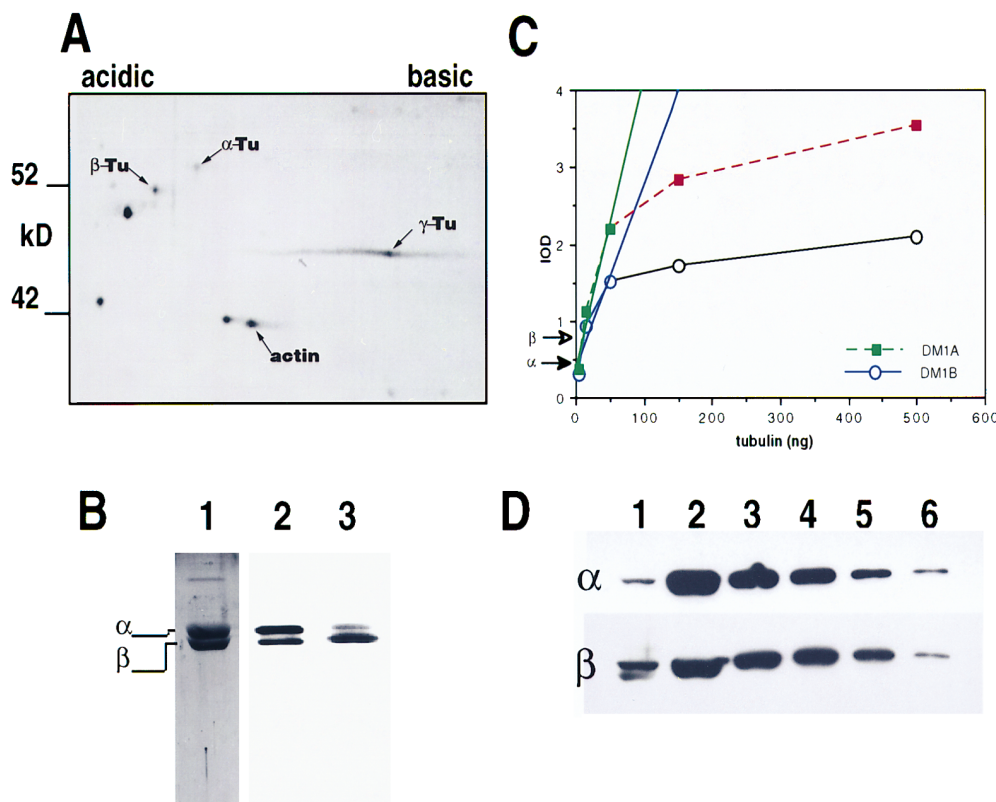 A
acidic basic
α-Tu
β-Tu
52
γ-Tu
kD
42
actin
C
4
3
2
1
0
IOD
β
α
DM1A
DM1B
0 100 200 300 400 500 600
tubulin (ng)
B
1 2 3
α
β
D
1 2 3 4 5 6
α
β